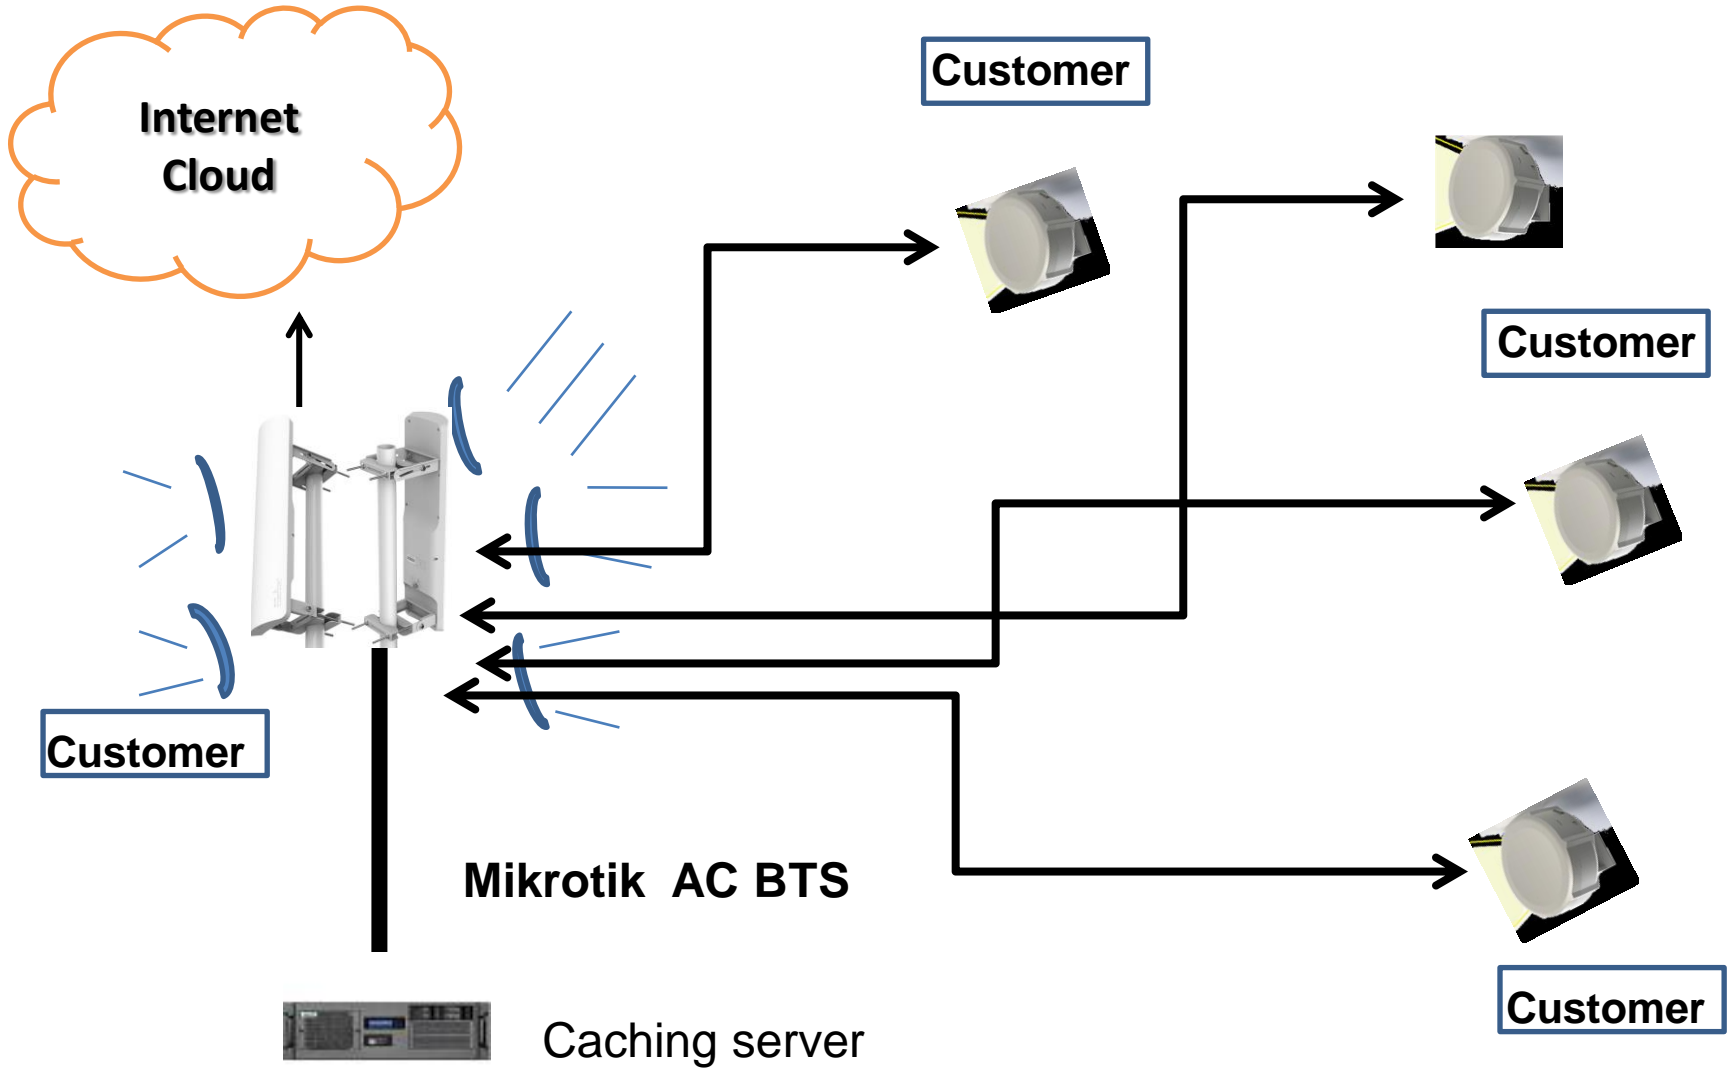 Internet
Cloud
Customer
Customer
Customer
Mikrotik  AC BTS
Customer
Caching server